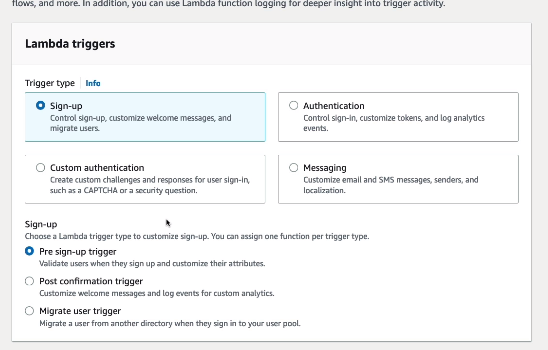 flows, and more. In addition, you can use Lambda function logging for deeper insight into trigger activity.
Lambda triggers
Trigger type Info
Sign-up
Control sign-up, customize welcome messages, and
migrate users.
Authentication
Control sign-in, customize tokens, and log analytics
events.
Custom authentication
Create custom challenges and responses for user sign-in,
such as a CAPTCHA or a security question.
Messaging
Customize email and SMS messages, senders, and
localization.
Sign-up
Choose a Lambda trigger type to customize sign-up. You can assign one function per trigger type.
Pre sign-up trigger
Validate users when they sign up and customize their attributes.
Post confirmation trigger
Customize welcome messages and log events for custom analytics.
Migrate user trigger
Migrate a user from another directory when they sign in to your user pool.